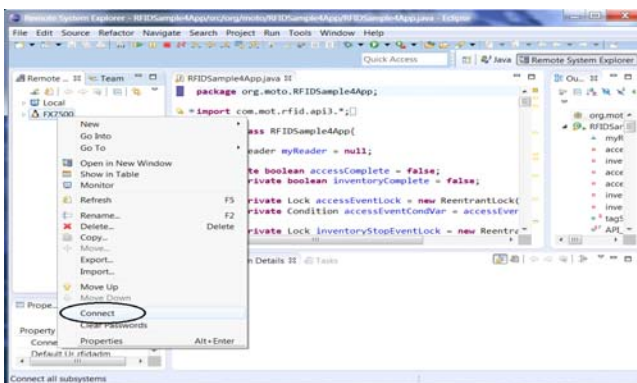 Remote System Explorer - RFIDSample4App/src/org/moto/RFIDSample4App/RFIDSample4App.java - Eclipse
File Edit Source Refactor Navigate Search Project Run Tools Window Help
Quick Access
Java
Remote System Explorer
Remote ...
Team
RFIDSample4App.java
Ou...
Local
FX7500
package org.moto.rfid.RFIDSample4App;
import com.mot.rfid.api3.*;
ass RFIDSample4App{
eader myReader = null;
te boolean accessComplete = false;
rivate boolean inventoryComplete = false;
rivate Lock accessEventLock = new ReentrantLock(
rivate Condition accessEventCondVar = accessEver
rivate Lock inventoryStopEventLock = new Reentra
New
Go Into
Go To
Open in New Window
Show in Table
Monitor
Refresh F5
Rename... F2
Delete... Delete
Copy...
Move...
Export...
Import...
Move Up
Move Down
Connect
Clear Passwords
Properties Alt+Enter
org.mot
RFIDSar
myR
acce
inve
acce
acce
inve
inve
tagS
API_
n Details
Tasks
Prope..
Property
Conne
Default Ur rfidadm
Connect all subsystems